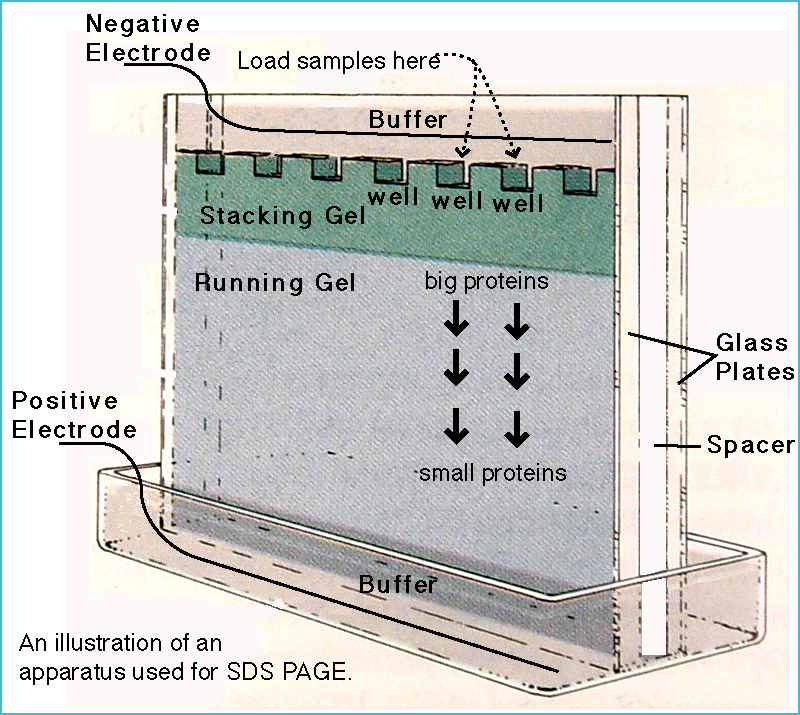 Negative
Electrode
Load samples here
Buffer
well well well
Stacking Gel
Running Gel
big proteins
Glass
Plates
Positive
Electrode
Spacer
small proteins
Buffer
An illustration of an
apparatus used for SDS PAGE.